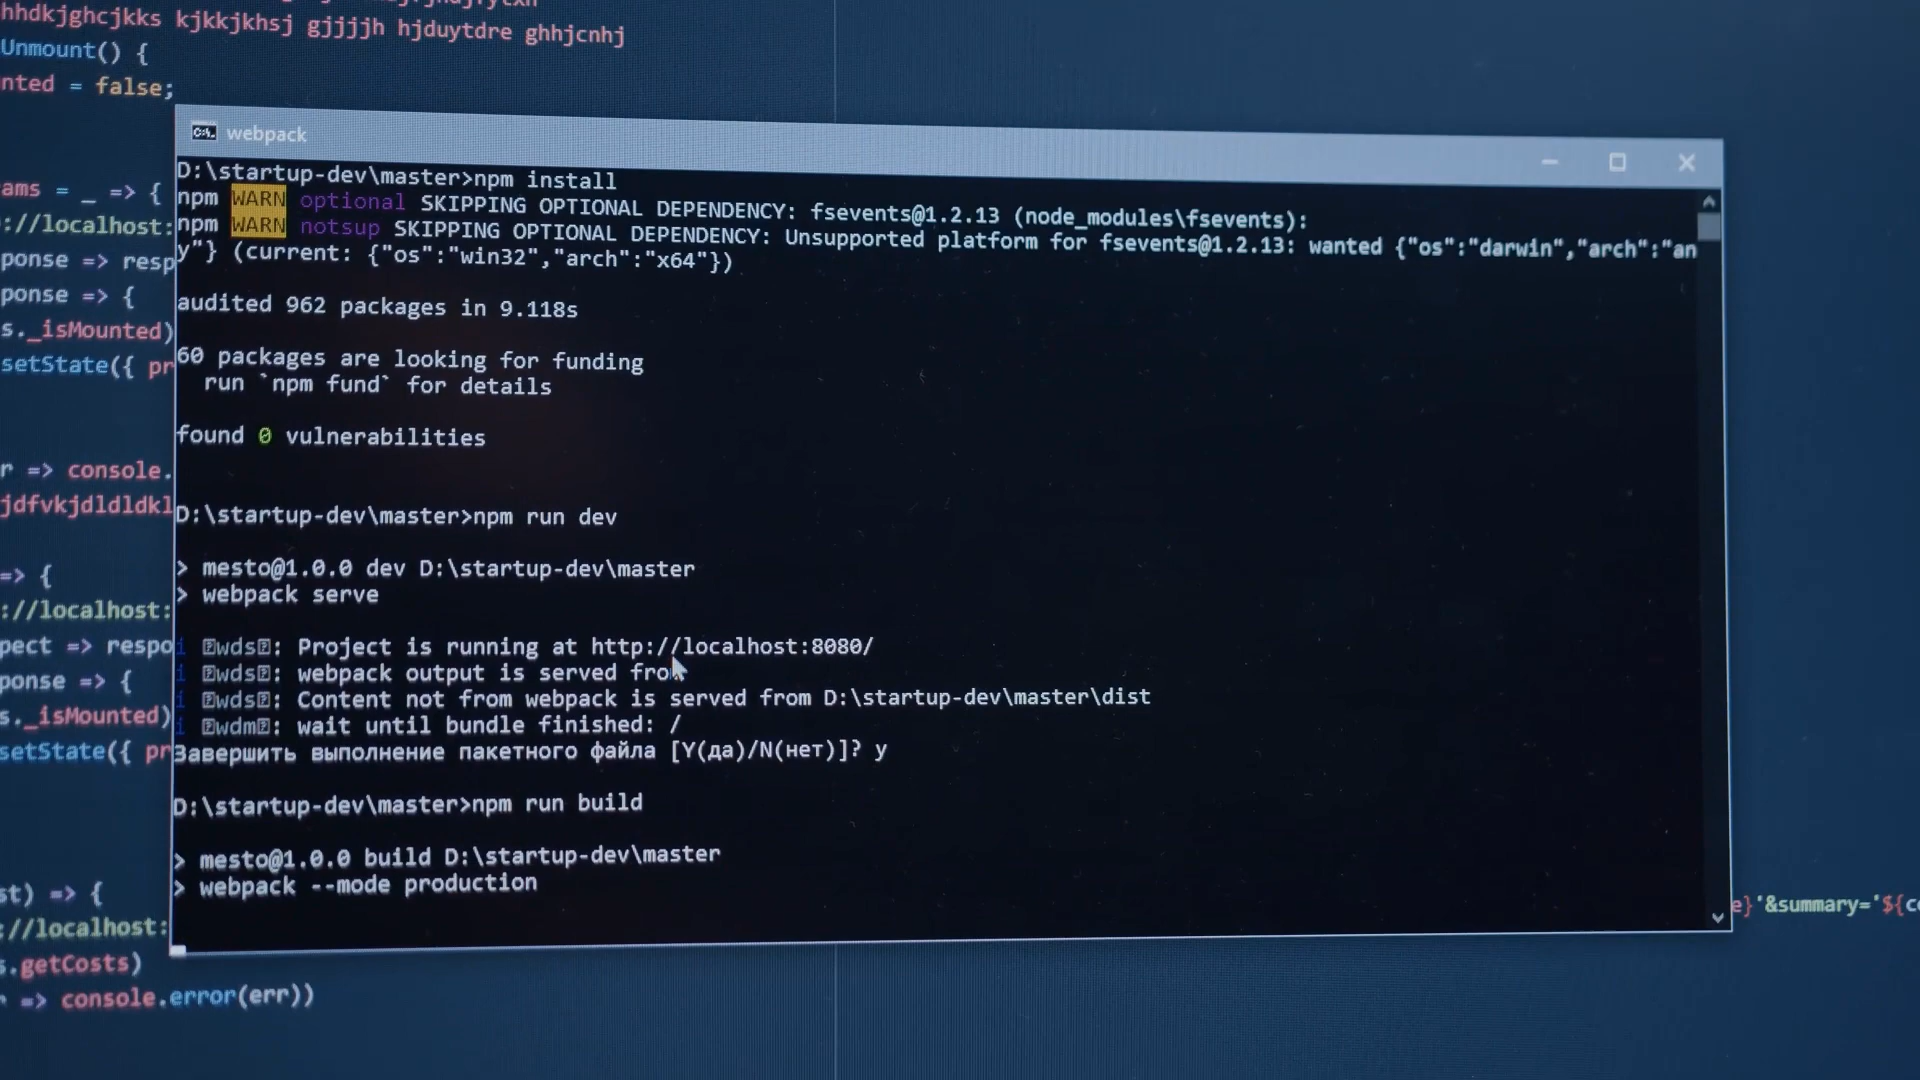 hhdkjghcjkks kjkkjkhsj gjjjjh hjduytdre ghhjcnhj
Unmount() {
nted = false;
ams = _ => {
://localhost:
ponse => resp
ponse => {
s._isMounted)
setState({ pr
r => console.
jdfvkjdldldkl
=> {
://localhost:
pect => respo
ponse => {
s._isMounted)
setState({ pr
st) => {
://localhost:
s.getCosts)
r => console.error(err))
webpack
D:\startup-dev\master>npm install
npm WARN optional SKIPPING OPTIONAL DEPENDENCY: fsevents@1.2.13 (node_modules\fsevents):
npm WARN notsup SKIPPING OPTIONAL DEPENDENCY: Unsupported platform for fsevents@1.2.13: wanted {"os":"darwin","arch":"an
y"} (current: {"os":"win32","arch":"x64"})
audited 962 packages in 9.118s
60 packages are looking for funding
run `npm fund` for details
found 0 vulnerabilities
D:\startup-dev\master>npm run dev
> mesto@1.0.0 dev D:\startup-dev\master
> webpack serve
i ⍰wds⍰: Project is running at http://localhost:8080/
i ⍰wds⍰: webpack output is served from
i ⍰wds⍰: Content not from webpack is served from D:\startup-dev\master\dist
i ⍰wdm⍰: wait until bundle finished: /
Завершить выполнение пакетного файла [Y(да)/N(нет)]? y
D:\startup-dev\master>npm run build
> mesto@1.0.0 build D:\startup-dev\master
> webpack --mode production
e}'&summary='${c